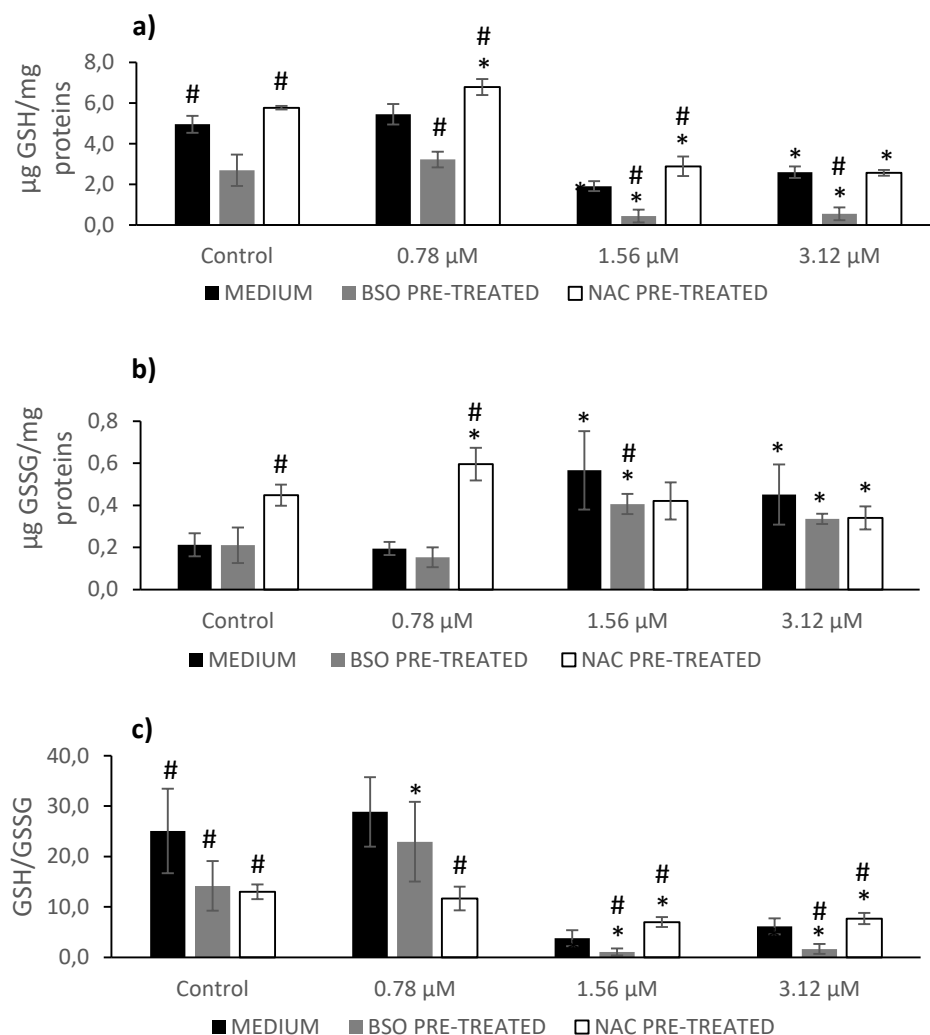 a)
# # # *
8,0
6,0
4,0
2,0
0,0
µg GSH/mg
proteins
# # # * # * * # * *
*
Control 0.78 µM 1.56 µM 3.12 µM
MEDIUM BSO PRE-TREATED NAC PRE-TREATED
b)
0,8
0,6
0,4
0,2
0,0
µg GSSG/mg
proteins
# # * * # * * * *
Control 0.78 µM 1.56 µM 3.12 µM
MEDIUM BSO PRE-TREATED NAC PRE-TREATED
c)
40,0
30,0
20,0
10,0
0,0
GSH/GSSG
# # # * # # * # * # * # *
Control 0.78 µM 1.56 µM 3.12 µM
MEDIUM BSO PRE-TREATED NAC PRE-TREATED